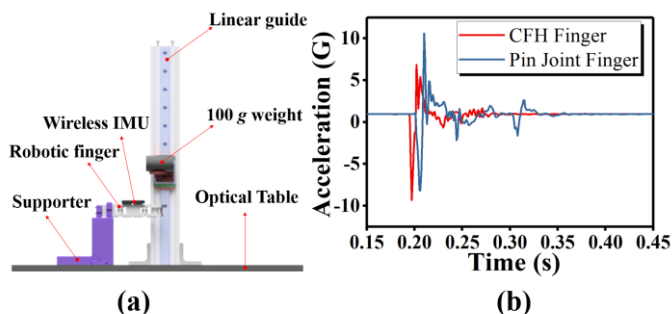 Linear guide
Wireless IMU
100 g weight
Robotic finger
Supporter
Optical Table
(a)
Acceleration (G)
10
5
0
-5
-10
CFH Finger
Pin Joint Finger
0.15 0.20 0.25 0.30 0.35 0.40 0.45
Time (s)
(b)